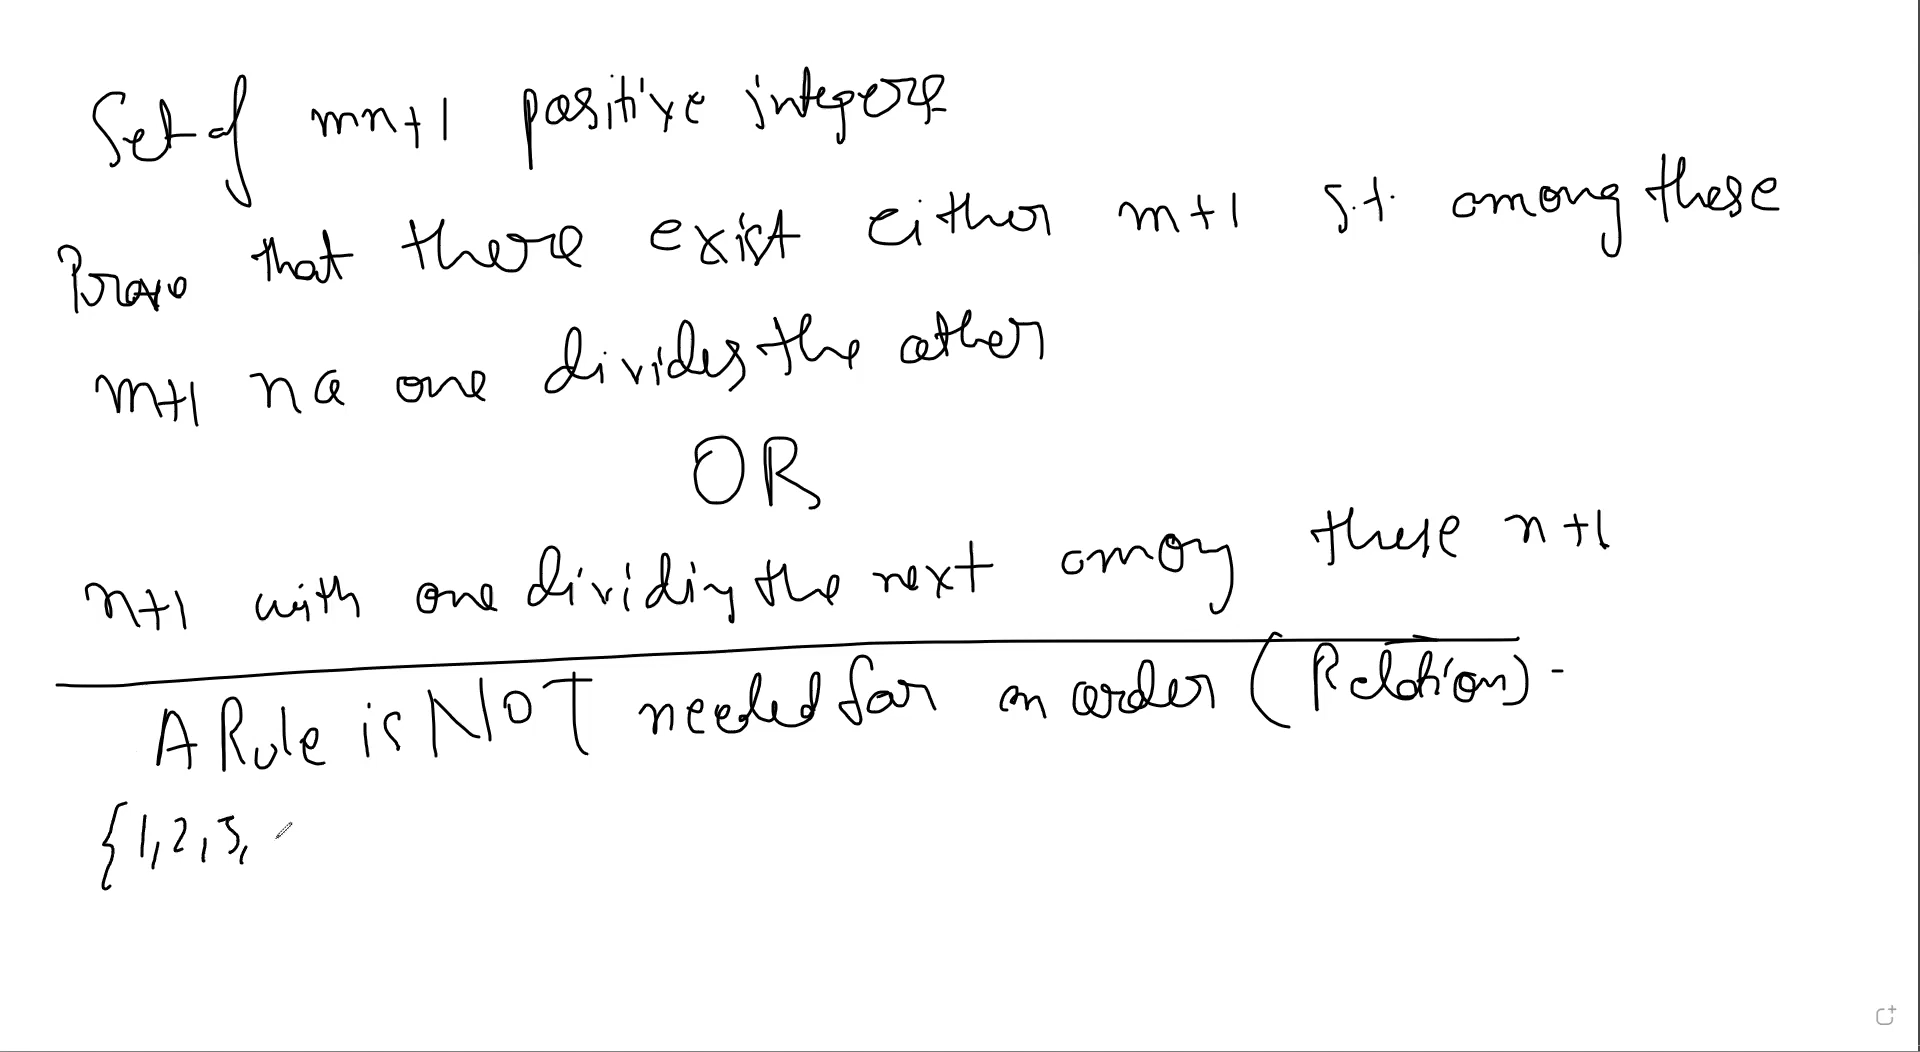 Set of mn+1 positive integers
Prove that there exist either m+1 s.t. among these
m+1 no one divides the other
OR
n+1 with one dividing the next among these n+1
A Rule is NOT needed for an order (Relation) -
{1,2,3,